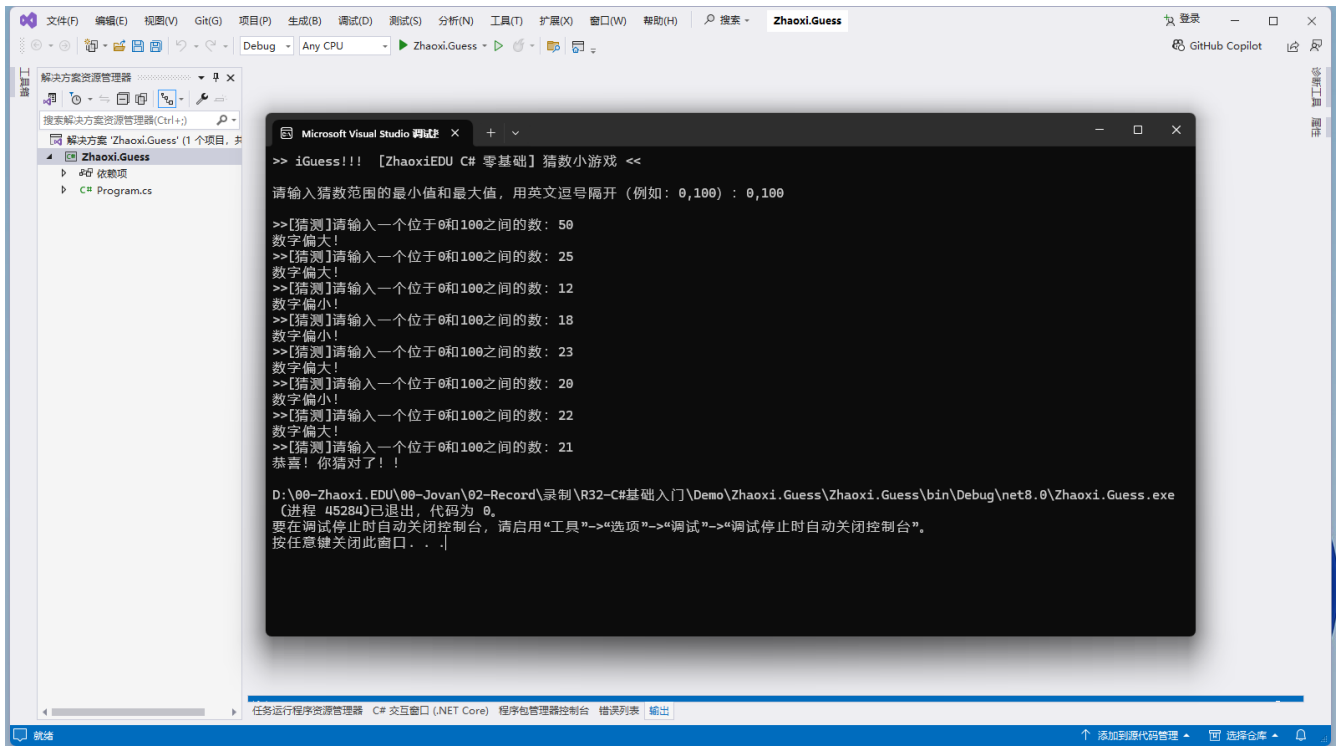 文件(F) 编辑(E) 视图(V) Git(G) 项目(P) 生成(B) 调试(D) 测试(S) 分析(N) 工具(T) 扩展(X) 窗口(W) 帮助(H) 搜索 Zhaoxi.Guess 登录
Debug Any CPU Zhaoxi.Guess GitHub Copilot
工具箱
解决方案资源管理器
搜索解决方案资源管理器(Ctrl+;)
解决方案 'Zhaoxi.Guess' (1 个项目, 共
Zhaoxi.Guess
依赖项
C# Program.cs
诊断工具
属性
Microsoft Visual Studio 调试
>> iGuess!!! [ZhaoxiEDU C# 零基础] 猜数小游戏 <<
请输入猜数范围的最小值和最大值，用英文逗号隔开（例如：0,100）：0,100
>>[猜测]请输入一个位于0和100之间的数：50
数字偏大！
>>[猜测]请输入一个位于0和100之间的数：25
数字偏大！
>>[猜测]请输入一个位于0和100之间的数：12
数字偏小！
>>[猜测]请输入一个位于0和100之间的数：18
数字偏小！
>>[猜测]请输入一个位于0和100之间的数：23
数字偏大！
>>[猜测]请输入一个位于0和100之间的数：20
数字偏小！
>>[猜测]请输入一个位于0和100之间的数：22
数字偏大！
>>[猜测]请输入一个位于0和100之间的数：21
恭喜！你猜对了！！
D:\00-Zhaoxi.EDU\00-Jovan\02-Record\录制\R32-C#基础入门\Demo\Zhaoxi.Guess\Zhaoxi.Guess\bin\Debug\net8.0\Zhaoxi.Guess.exe
(进程 45284)已退出，代码为 0。
要在调试停止时自动关闭控制台，请启用“工具”->“选项”->“调试”->“调试停止时自动关闭控制台”。
按任意键关闭此窗口. . .
任务运行程序资源管理器 C# 交互窗口 (.NET Core) 程序包管理器控制台 错误列表 输出
就绪 添加到源代码管理 选择仓库